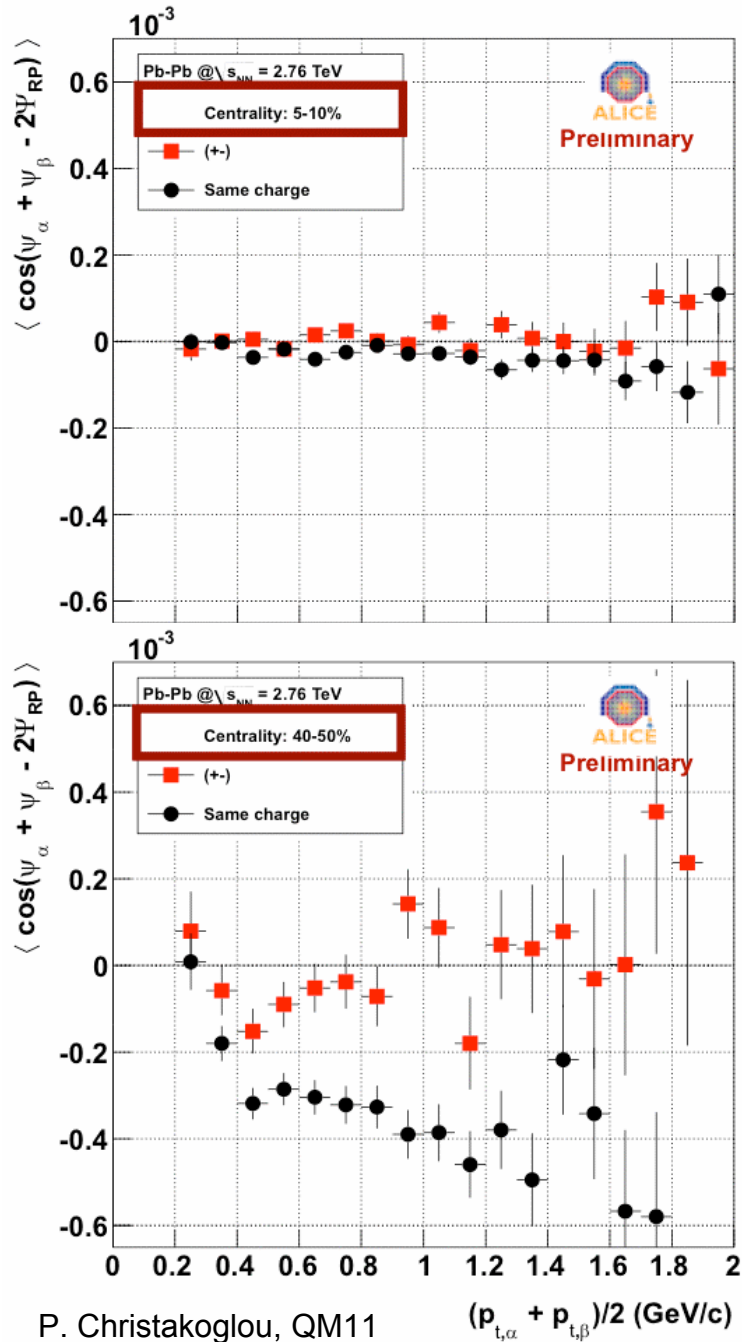 10⁻³
⟨ cos(ψα + ψβ - 2ΨRP) ⟩
Pb-Pb @\ sNN = 2.76 TeV
Centrality: 5-10%
(+-)
Same charge
ALICE
Preliminary
0.6
0.4
0.2
0
-0.2
-0.4
-0.6
10⁻³
⟨ cos(ψα + ψβ - 2ΨRP) ⟩
Pb-Pb @\ sNN = 2.76 TeV
Centrality: 40-50%
(+-)
Same charge
ALICE
Preliminary
0.6
0.4
0.2
0
-0.2
-0.4
-0.6
0 0.2 0.4 0.6 0.8 1 1.2 1.4 1.6 1.8 2
P. Christakoglou, QM11
(pt,α + pt,β)/2 (GeV/c)